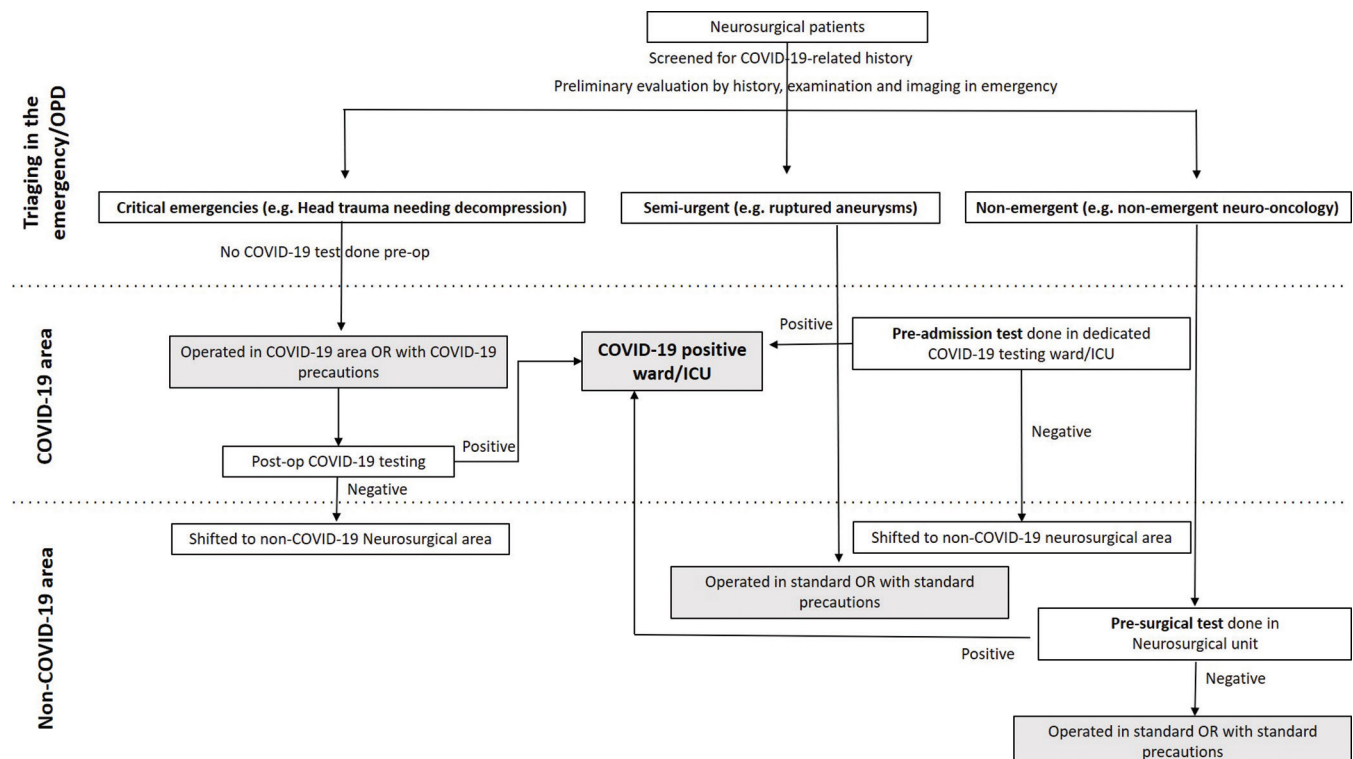 Neurosurgical patients
Screened for COVID-19-related history
Preliminary evaluation by history, examination and imaging in emergency
Triaging in the
emergency/OPD
Critical emergencies (e.g. Head trauma needing decompression)
Semi-urgent (e.g. ruptured aneurysms)
Non-emergent (e.g. non-emergent neuro-oncology)
No COVID-19 test done pre-op
COVID-19 area
Operated in COVID-19 area OR with COVID-19
precautions
COVID-19 positive
ward/ICU
Positive
Pre-admission test done in dedicated
COVID-19 testing ward/ICU
Post-op COVID-19 testing
Positive
Negative
Negative
Non-COVID-19 area
Shifted to non-COVID-19 Neurosurgical area
Shifted to non-COVID-19 neurosurgical area
Operated in standard OR with standard
precautions
Pre-surgical test done in
Neurosurgical unit
Positive
Negative
Operated in standard OR with standard
precautions